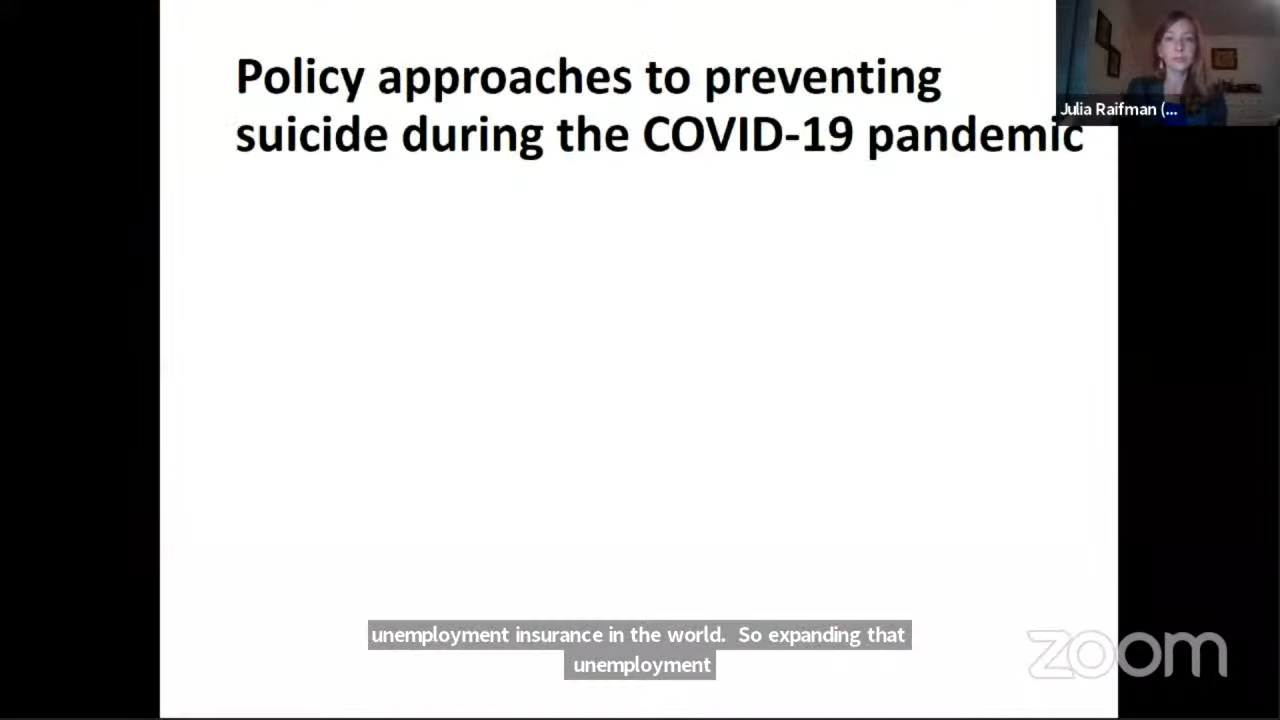 Policy approaches to preventing
suicide during the COVID-19 pandemic
Julia Raifman (...
unemployment insurance in the world.  So expanding that
unemployment
zoom